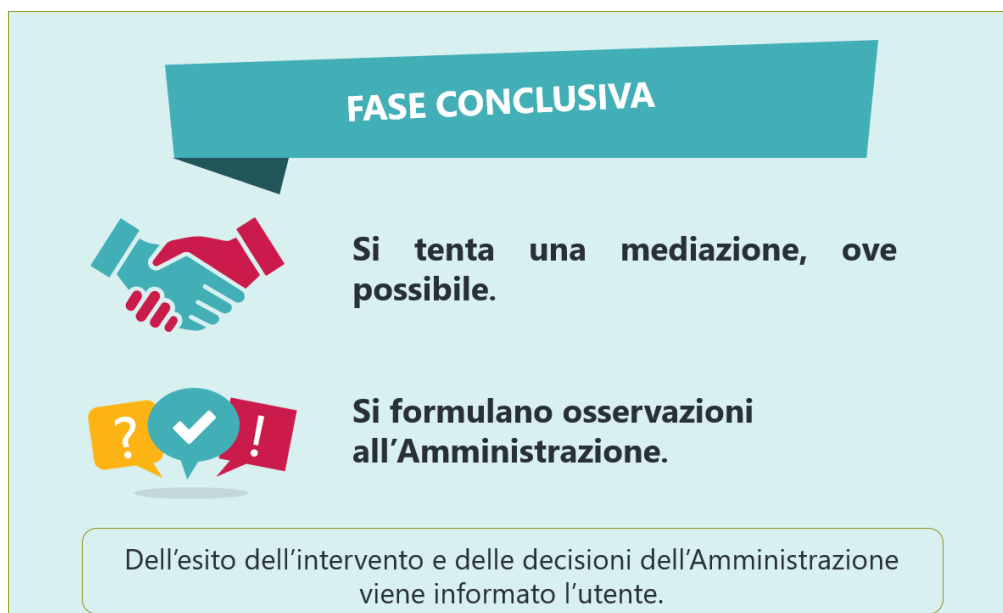 FASE CONCLUSIVA
Si tenta una mediazione, ove
possibile.
? !
Si formulano osservazioni
all’Amministrazione.
Dell’esito dell’intervento e delle decisioni dell’Amministrazione
viene informato l’utente.